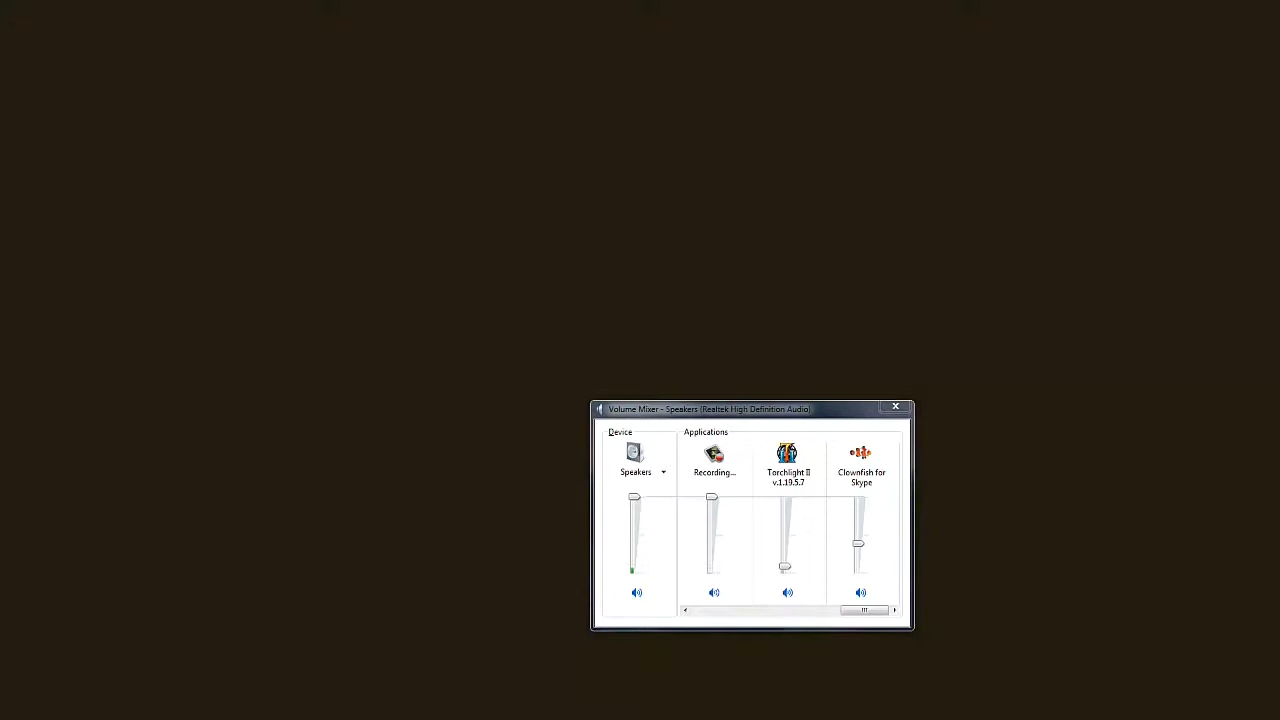 Volume Mixer - Speakers (Realtek High Definition Audio)
Device
Applications
Speakers
Recording...
Torchlight II
v.1.19.5.7
Clownfish for
Skype